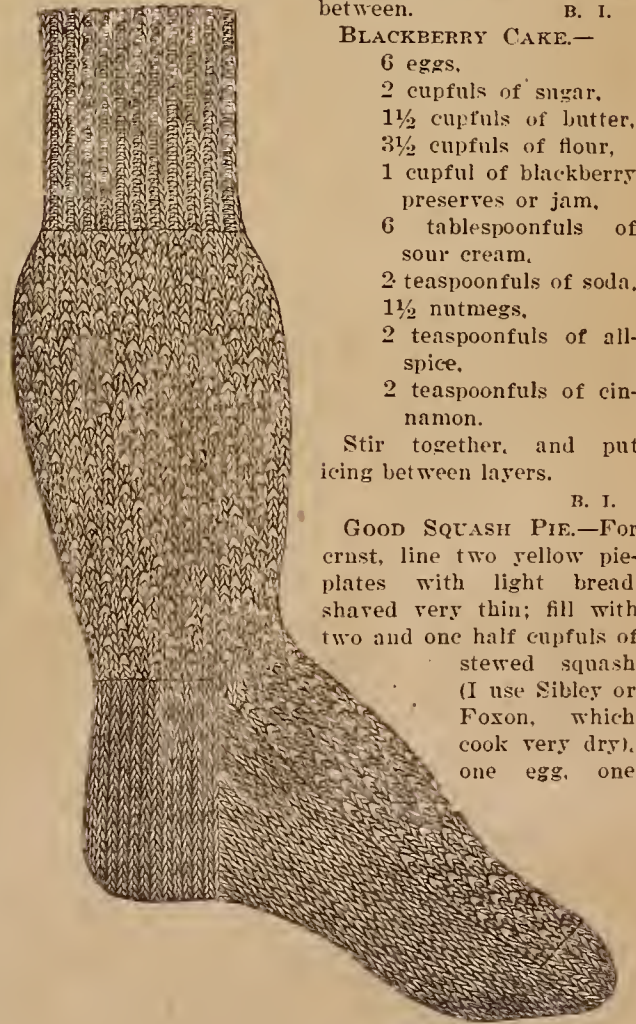 between. B. I.
BLACKBERRY CAKE.—
6 eggs,
2 cupfuls of sugar,
1½ cupfuls of butter,
3½ cupfuls of flour,
1 cupful of blackberry
preserves or jam,
6 tablespoonfuls of
sour cream,
2 teaspoonfuls of soda,
1½ nutmegs,
2 teaspoonfuls of all-
spice,
2 teaspoonfuls of cin-
namon.
Stir together, and put
icing between layers.
B. I.
GOOD SQUASH PIE.—For
crust, line two yellow pie-
plates with light bread
shaved very thin; fill with
two and one half cupfuls of
stewed squash
(I use Sibley or
Foxon, which
cook very dry),
one egg, one